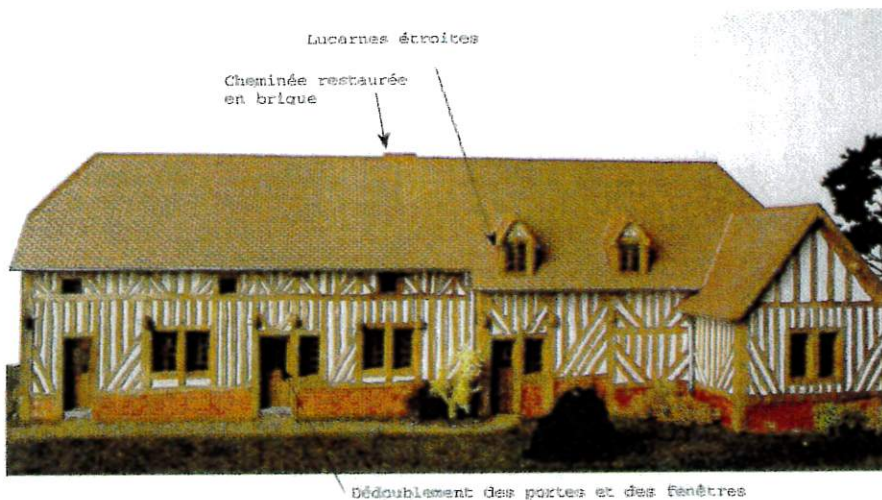 Lucarnes étroites
Cheminée restaurée
en brique
Dédoublement des portes et des fenêtres